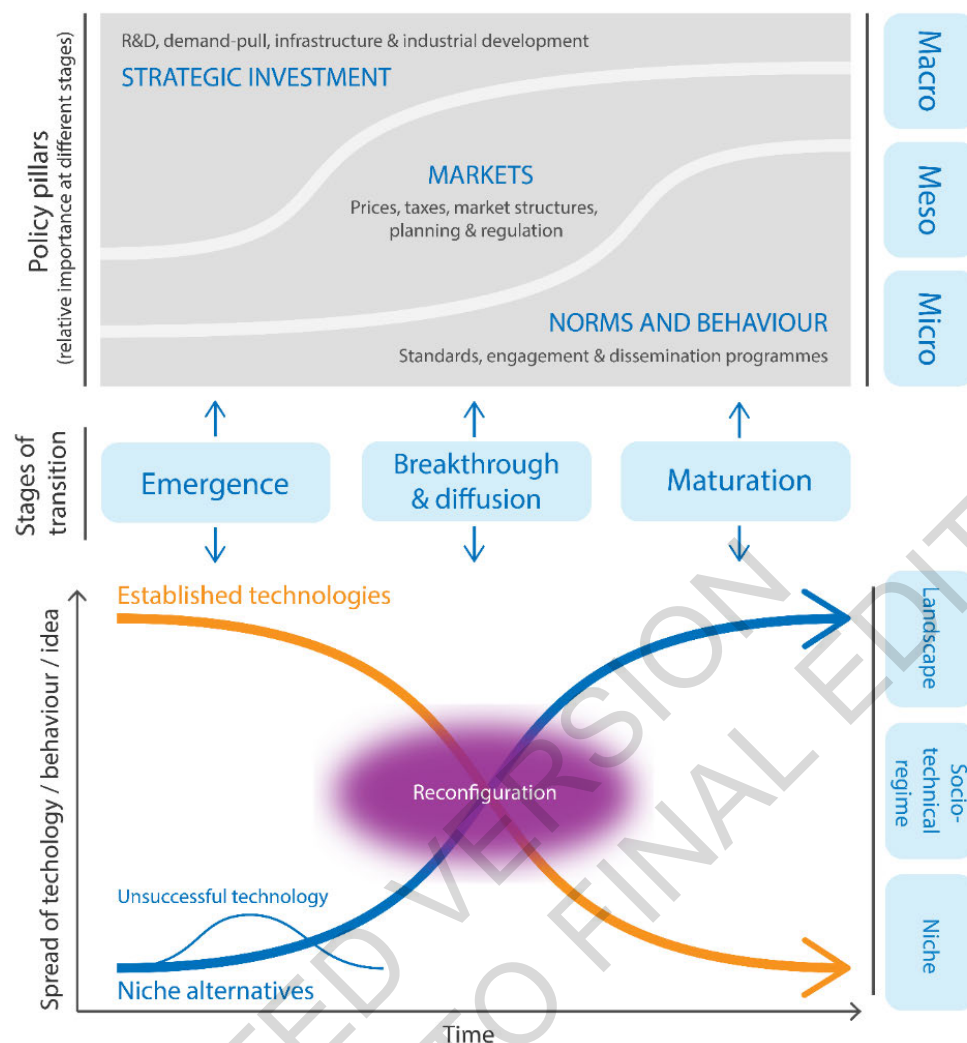 Policy pillars
(relative importance at different stages)
R&D, demand-pull, infrastructure & industrial development
STRATEGIC INVESTMENT
MARKETS
Prices, taxes, market structures,
planning & regulation
NORMS AND BEHAVIOUR
Standards, engagement & dissemination programmes
Macro
Meso
Micro
Stages of
transition
Emergence
Breakthrough
& diffusion
Maturation
Spread of techology / behaviour / idea
Established technologies
Reconfiguration
Unsuccessful technology
Niche alternatives
Time
Landscape
Socio-
technical
regime
Niche
TED VERSION
TO FINAL EDIT